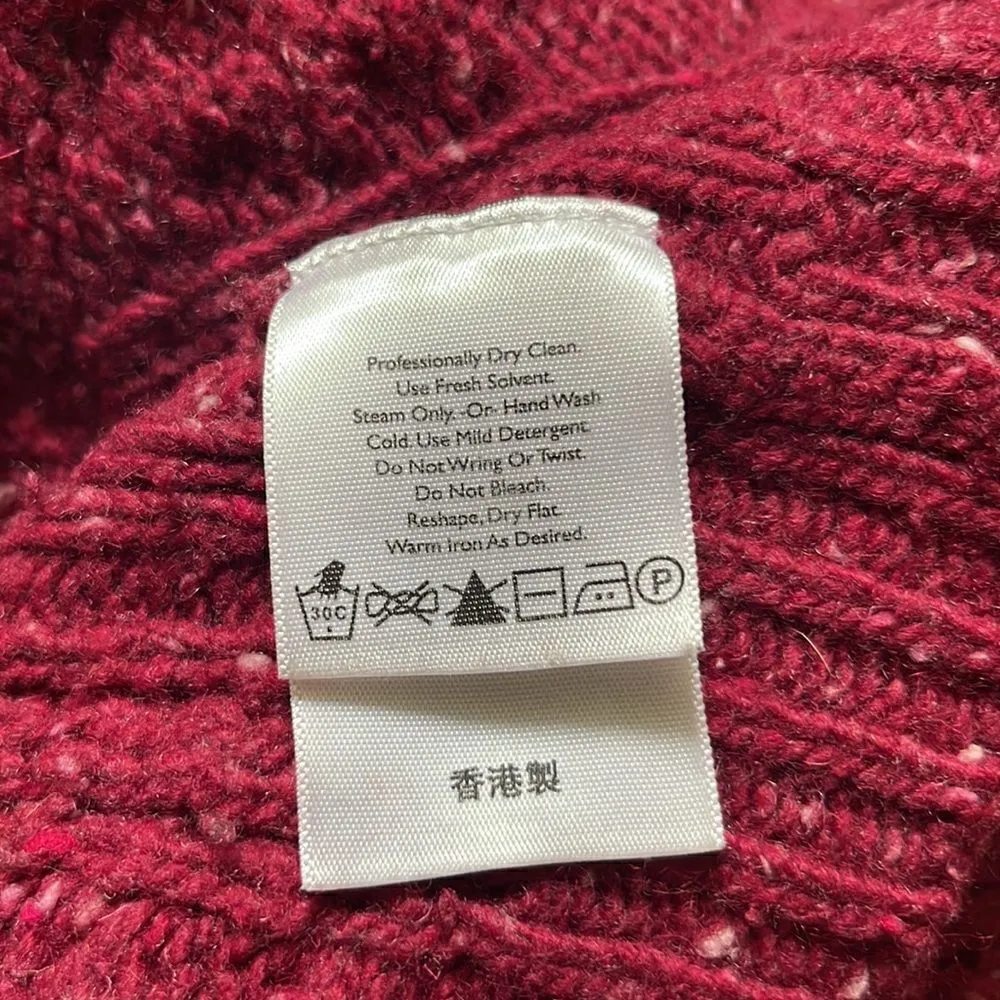 Professionally Dry Clean.
Use Fresh Solvent.
Steam Only. -Or- Hand Wash
Cold. Use Mild Detergent.
Do Not Wring Or Twist.
Do Not Bleach.
Reshape, Dry Flat.
Warm Iron As Desired.
30C P
香港製